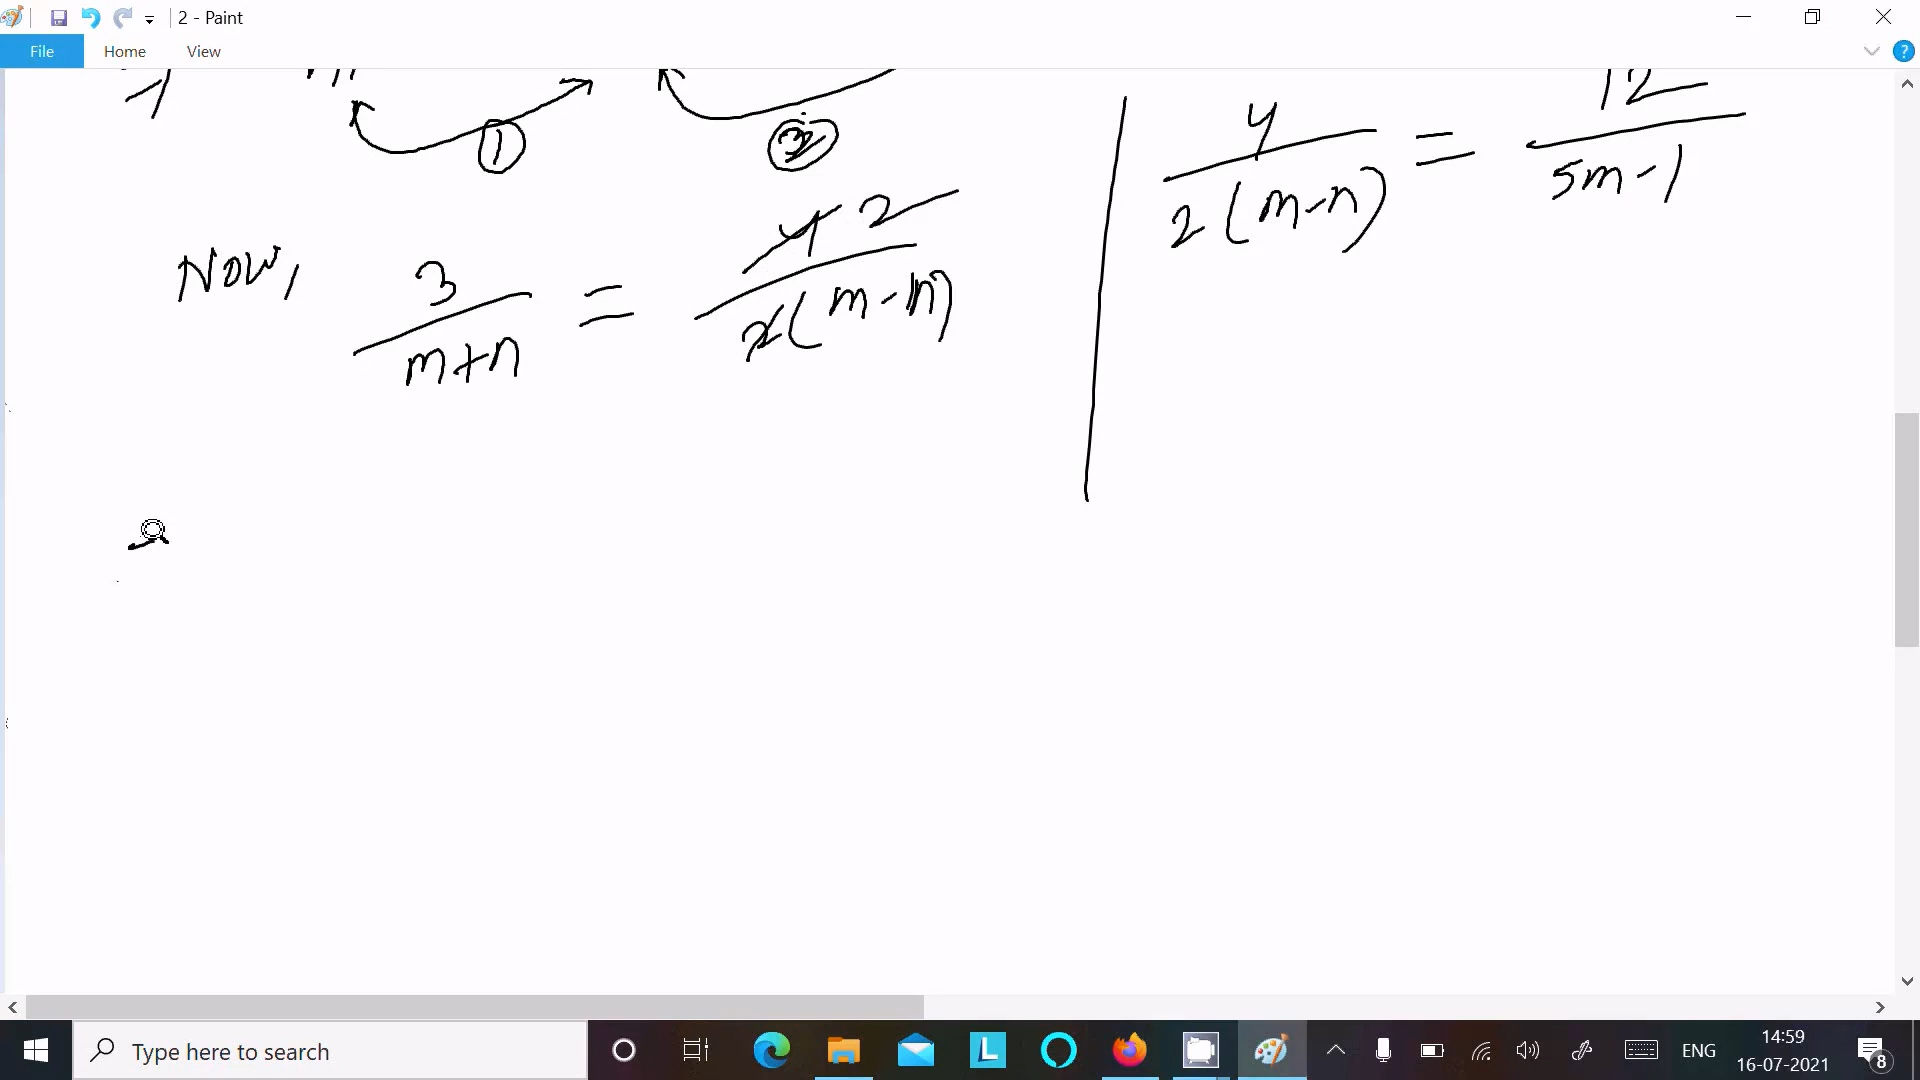 2 - Paint
File Home View
1 2
Now, 3/(m+n) = 4 2/2(m-n)
4/2(m-n) = 12/(5m-1)
Type here to search
L
ENG
14:59
16-07-2021
8